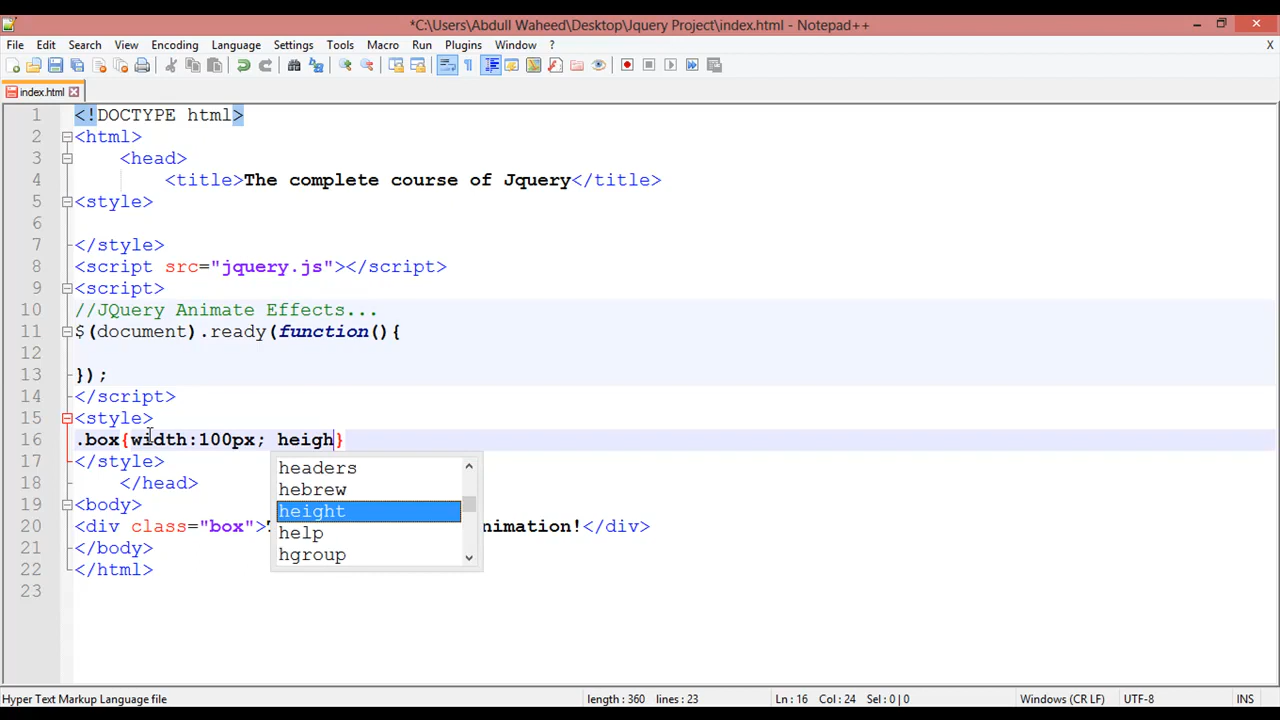 *C:\Users\Abdull Waheed\Desktop\Jquery Project\index.html - Notepad++
File Edit Search View Encoding Language Settings Tools Macro Run Plugins Window ? X
index.html
1 <!DOCTYPE html>
2 <html>
3 <head>
4 <title>The complete course of Jquery</title>
5 <style>
6
7 </style>
8 <script src="jquery.js"></script>
9 <script>
10 //JQuery Animate Effects...
11 $(document).ready(function(){
12
13 });
14 </script>
15 <style>
16 .box{width:100px; heigh}
17 </style>
18 </head>
19 <body>
20 <div class="box"> nimation!</div>
21 </body>
22 </html>
23
headers
hebrew
height
help
hgroup
Hyper Text Markup Language file length : 360 lines : 23 Ln : 16 Col : 24 Sel : 0 | 0 Windows (CR LF) UTF-8 INS